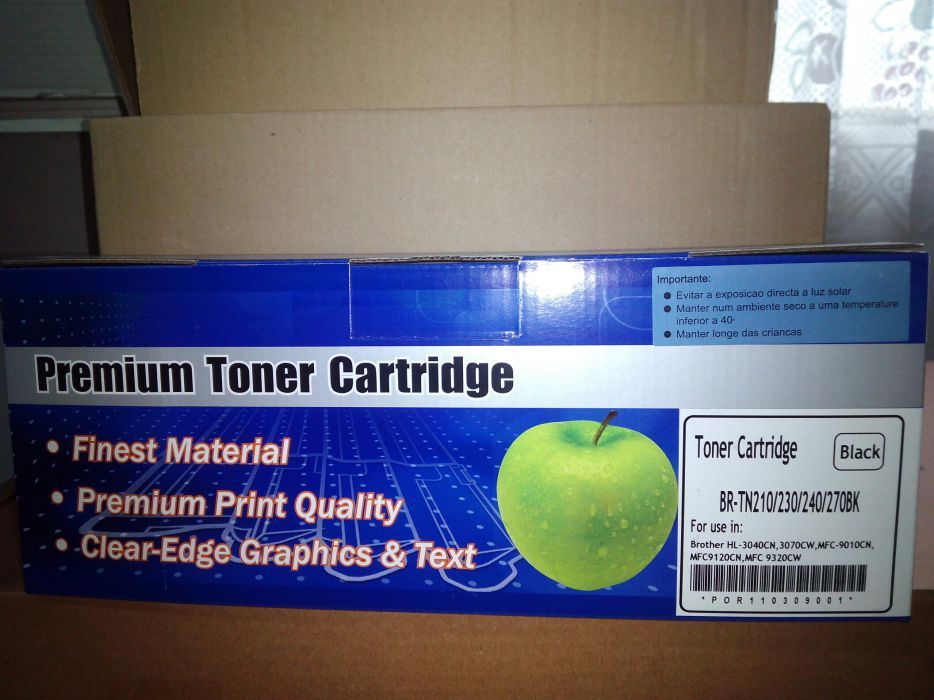 Importante:
● Evitar a exposicao directa a luz solar
● Manter num ambiente seco a uma temperature
inferior a 40·
● Manter longe das criancas
Premium Toner Cartridge
• Finest Material
• Premium Print Quality
• Clear-Edge Graphics & Text
Toner Cartridge
Black
BR-TN210/230/240/270BK
For use in:
Brother HL-3040CN,3070CW,MFC-9010CN,
MFC9120CN,MFC 9320CW
*POR110309001*